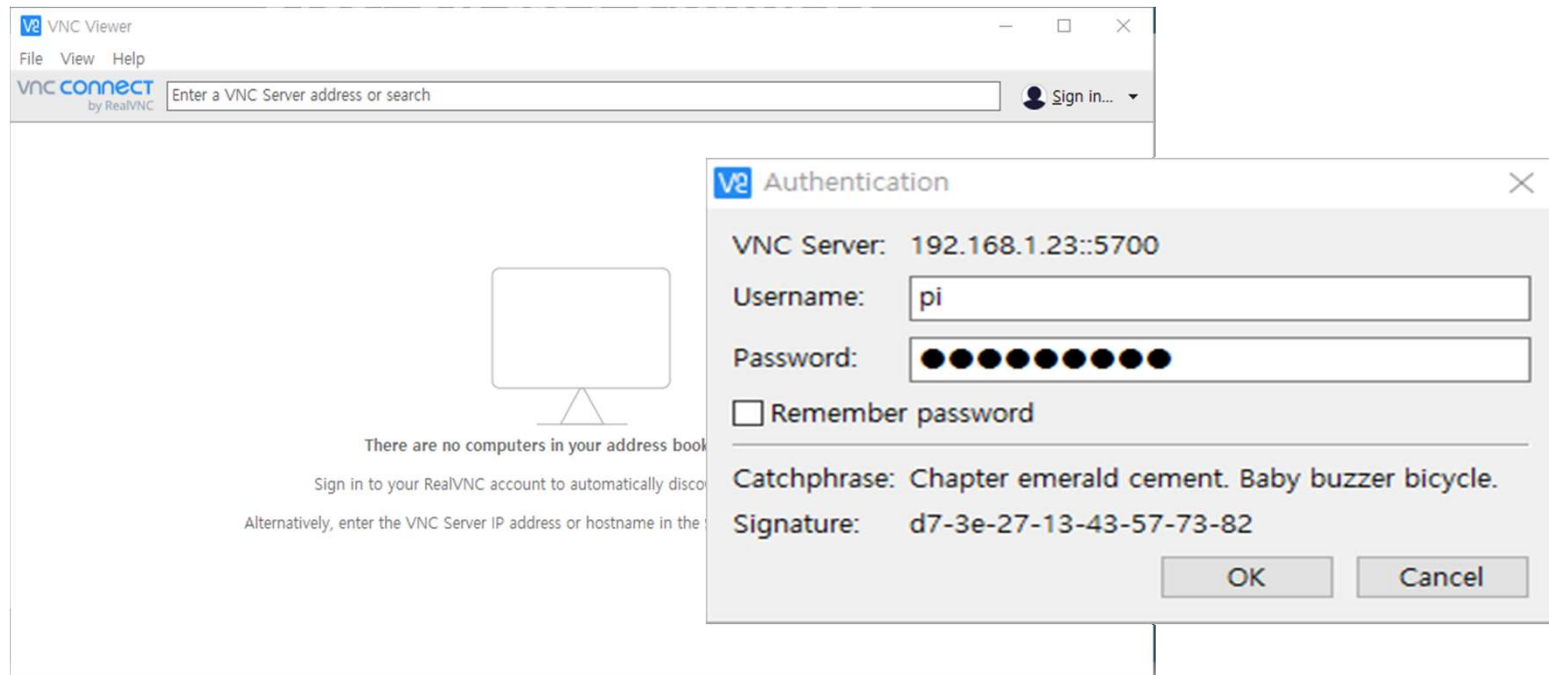 VNC Viewer
File View Help
vnc connect
by RealVNC
Enter a VNC Server address or search
Sign in...
There are no computers in your address book
Sign in to your RealVNC account to automatically disco
Alternatively, enter the VNC Server IP address or hostname in the
Authentication
VNC Server: 192.168.1.23::5700
Username: pi
Password: ●●●●●●●●●
Remember password
Catchphrase: Chapter emerald cement. Baby buzzer bicycle.
Signature: d7-3e-27-13-43-57-73-82
OK Cancel